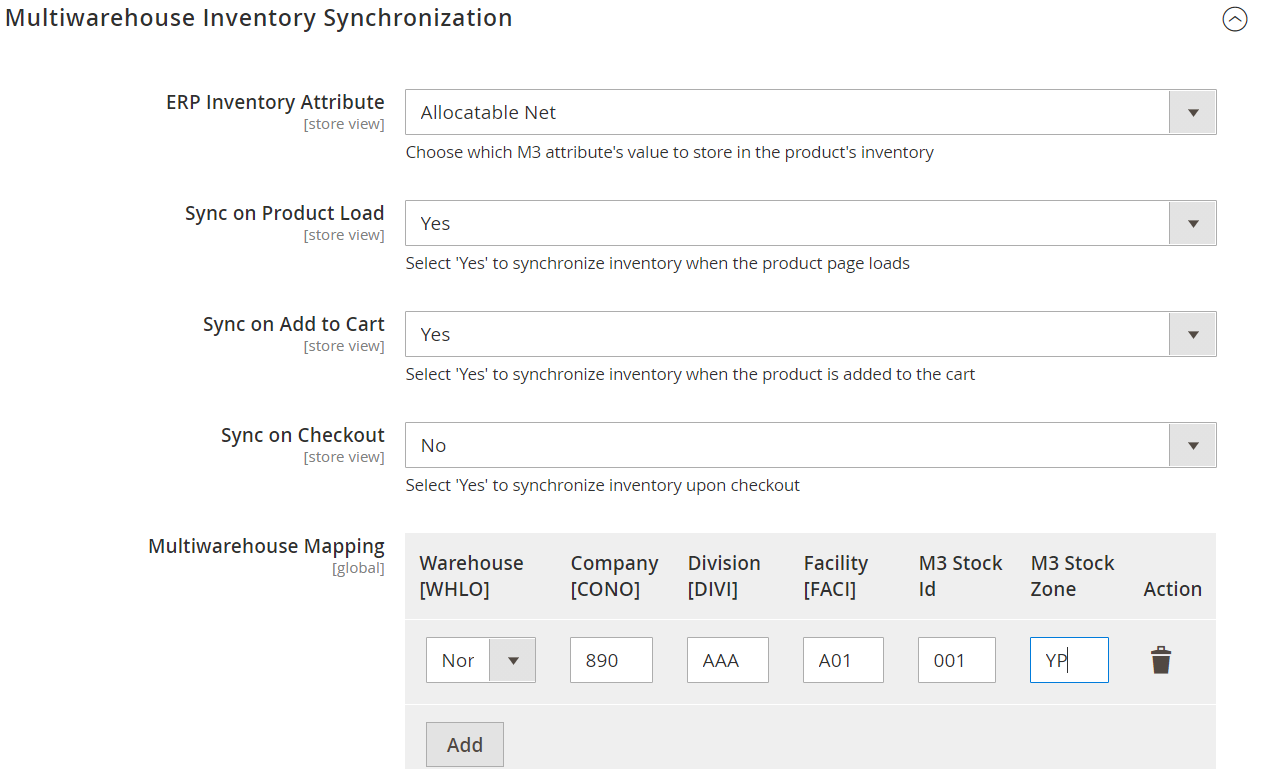 Multiwarehouse Inventory Synchronization
ERP Inventory Attribute
[store view]
Allocatable Net
Choose which M3 attribute's value to store in the product's inventory
Sync on Product Load
[store view]
Yes
Select 'Yes' to synchronize inventory when the product page loads
Sync on Add to Cart
[store view]
Yes
Select 'Yes' to synchronize inventory when the product is added to the cart
Sync on Checkout
[store view]
No
Select 'Yes' to synchronize inventory upon checkout
Multiwarehouse Mapping
[global]
Warehouse Company Division Facility M3 Stock M3 Stock
[WHLO] [CONO] [DIVI] [FACI] Id Zone Action
Nor 890 AAA A01 001 YP
Add